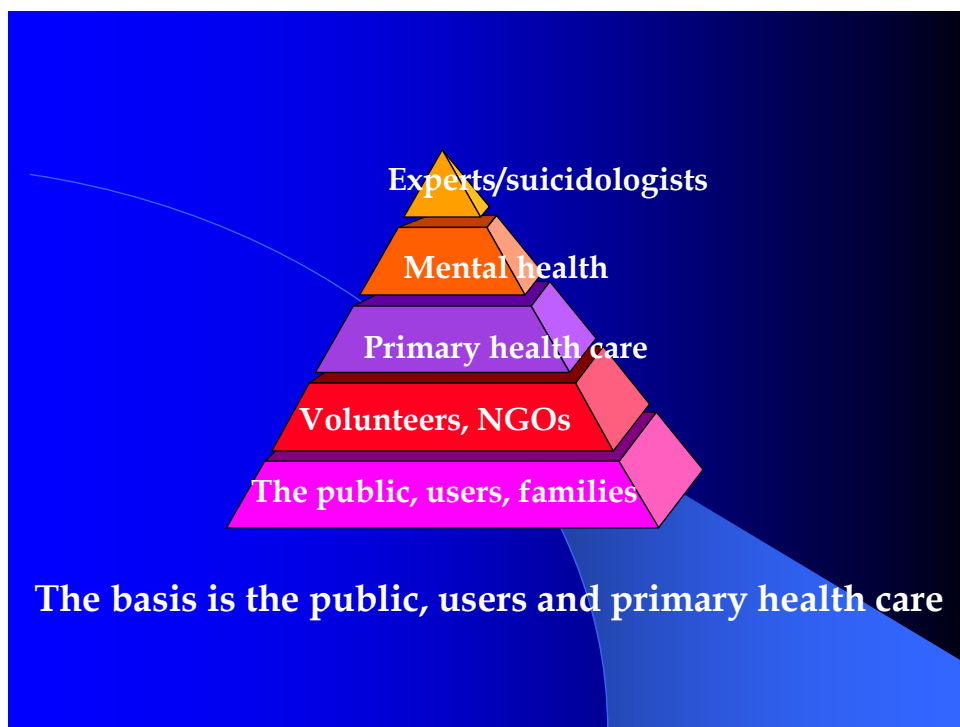 Experts/suicidologists
Mental health
Primary health care
Volunteers, NGOs
The public, users, families
The basis is the public, users and primary health care